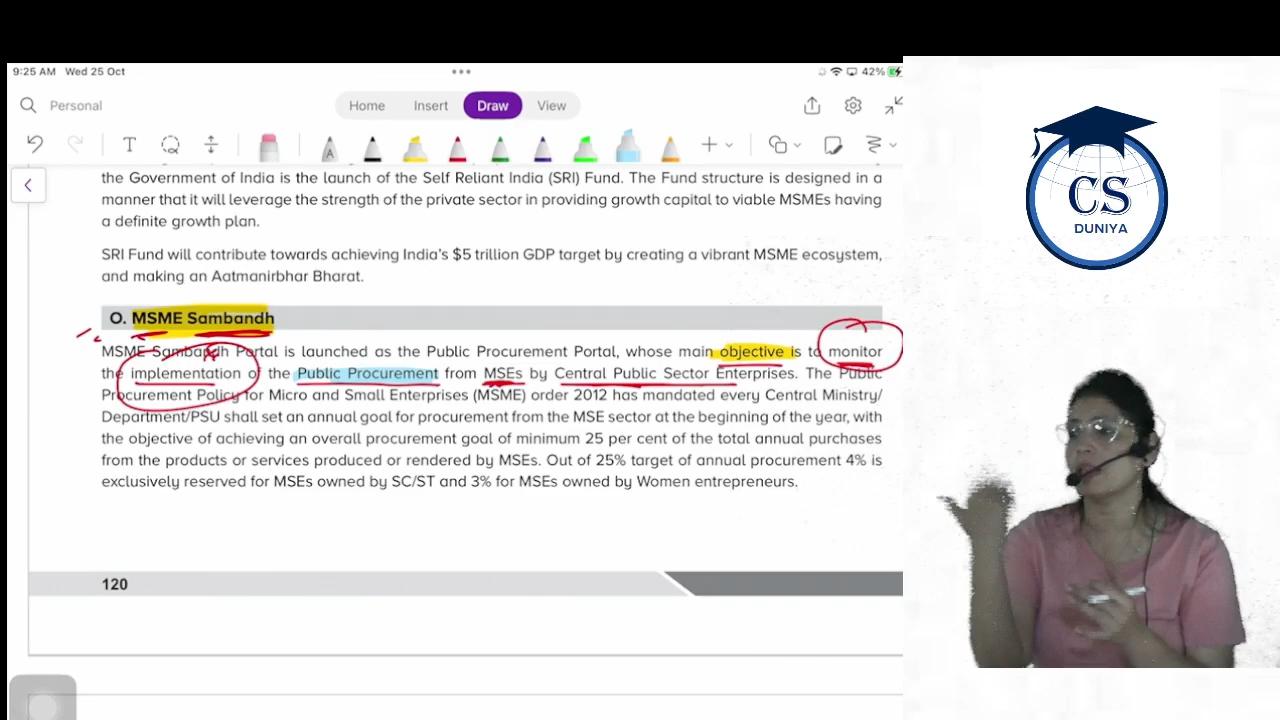 9:25 AM Wed 25 Oct
42%
Personal
Home Insert Draw View
T
A
the Government of India is the launch of the Self Reliant India (SRI) Fund. The Fund structure is designed in a
manner that it will leverage the strength of the private sector in providing growth capital to viable MSMEs having
a definite growth plan.
SRI Fund will contribute towards achieving India's $5 trillion GDP target by creating a vibrant MSME ecosystem,
and making an Aatmanirbhar Bharat.
O. MSME Sambandh
MSME Sambandh Portal is launched as the Public Procurement Portal, whose main objective is to monitor
the implementation of the Public Procurement from MSEs by Central Public Sector Enterprises. The Public
Procurement Policy for Micro and Small Enterprises (MSME) order 2012 has mandated every Central Ministry/
Department/PSU shall set an annual goal for procurement from the MSE sector at the beginning of the year, with
the objective of achieving an overall procurement goal of minimum 25 per cent of the total annual purchases
from the products or services produced or rendered by MSEs. Out of 25% target of annual procurement 4% is
exclusively reserved for MSEs owned by SC/ST and 3% for MSEs owned by Women entrepreneurs.
120
CS
DUNIYA